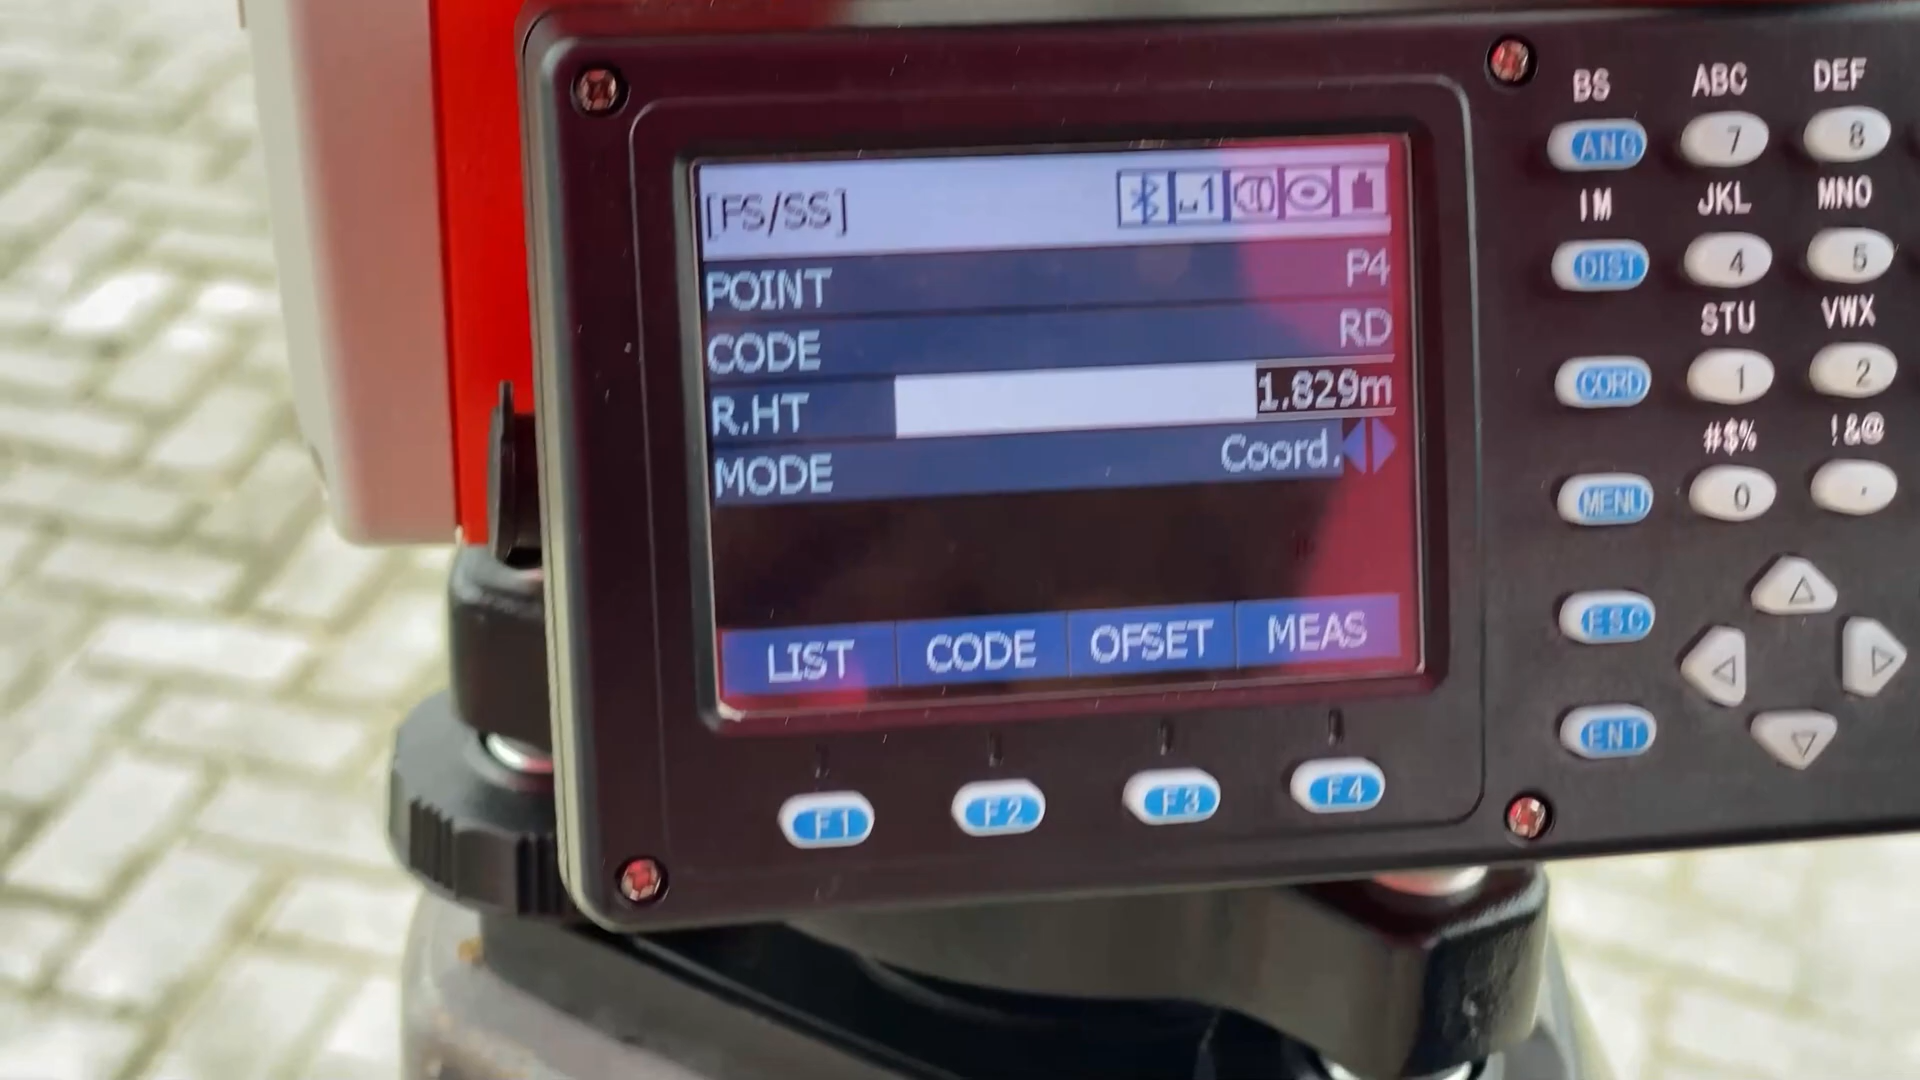 [FS/SS] 1
POINT P4
CODE RD
R.HT 1.829m
MODE Coord.
LIST CODE OFSET MEAS
F1 F2 F3 F4
BS ABC DEF
ANG 7 8
IM JKL MNO
DIST 4 5
STU VWX
CORD 1 2
#$% !&@
MENU 0 .
ESC
ENT